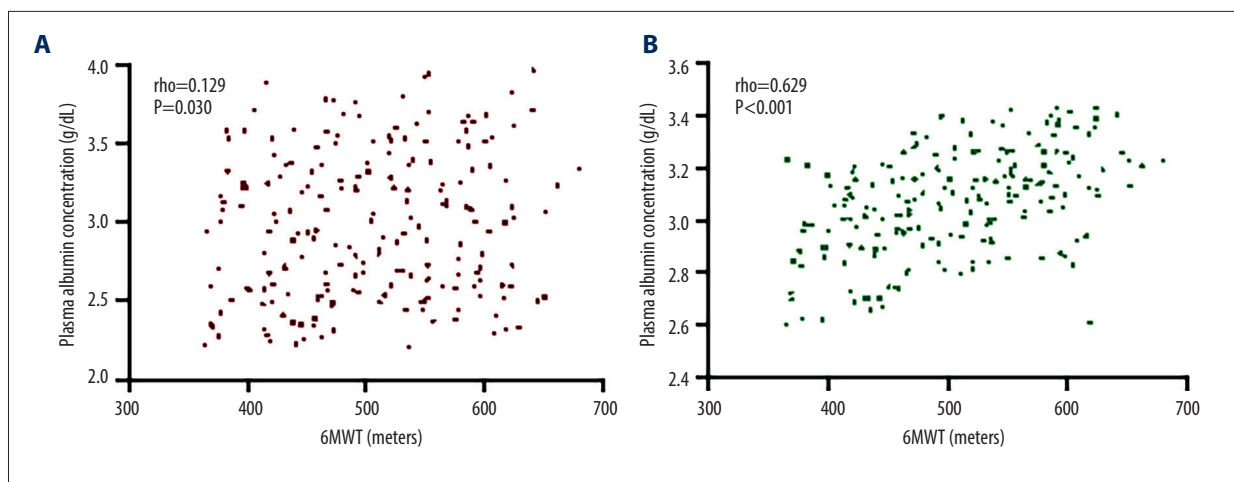 A
rho=0.129
P=0.030
Plasma albumin concentration (g/dL)
4.0
3.5
3.0
2.5
2.0
300
400
500
600
700
6MWT (meters)
B
rho=0.629
P<0.001
Plasma albumin concentration (g/dL)
3.6
3.4
3.2
3.0
2.8
2.6
2.4
300
400
500
600
700
6MWT (meters)